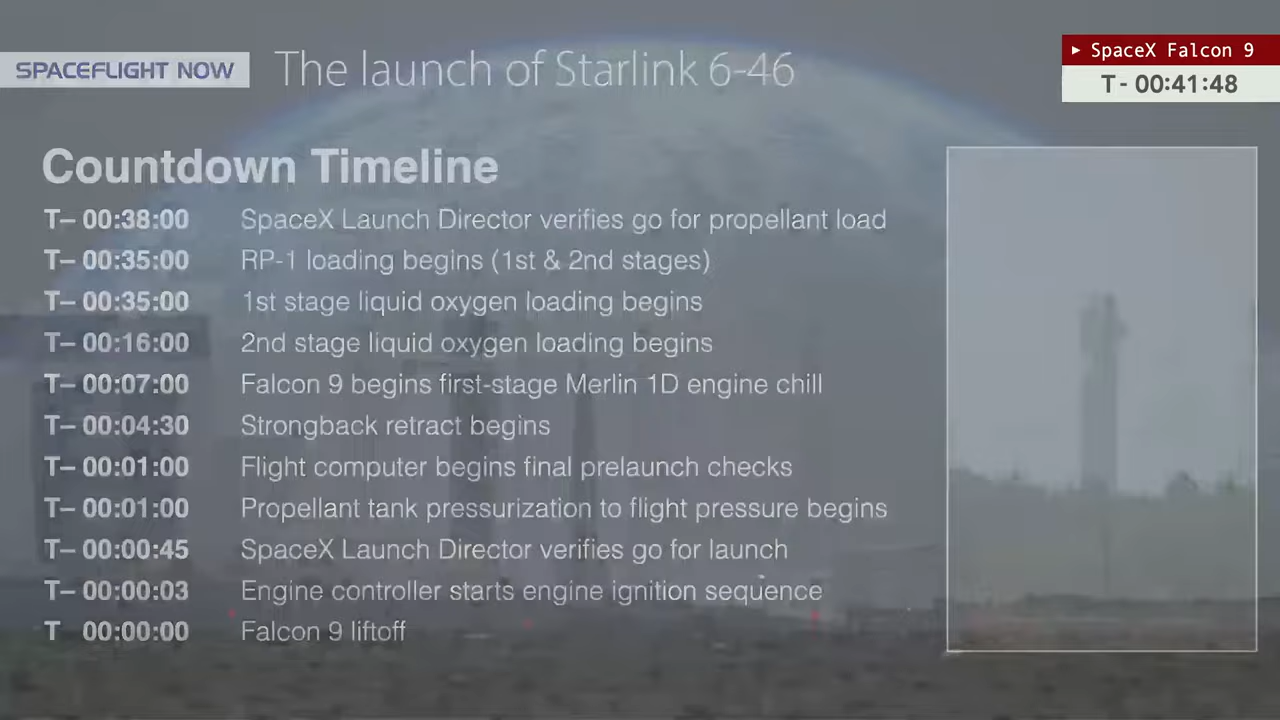 SPACEFLIGHT NOW
The launch of Starlink 6-46
▸ SpaceX Falcon 9
T - 00:41:48
Countdown Timeline
T– 00:38:00 SpaceX Launch Director verifies go for propellant load
T– 00:35:00 RP-1 loading begins (1st & 2nd stages)
T– 00:35:00 1st stage liquid oxygen loading begins
T– 00:16:00 2nd stage liquid oxygen loading begins
T– 00:07:00 Falcon 9 begins first-stage Merlin 1D engine chill
T– 00:04:30 Strongback retract begins
T– 00:01:00 Flight computer begins final prelaunch checks
T– 00:01:00 Propellant tank pressurization to flight pressure begins
T– 00:00:45 SpaceX Launch Director verifies go for launch
T– 00:00:03 Engine controller starts engine ignition sequence
T 00:00:00 Falcon 9 liftoff